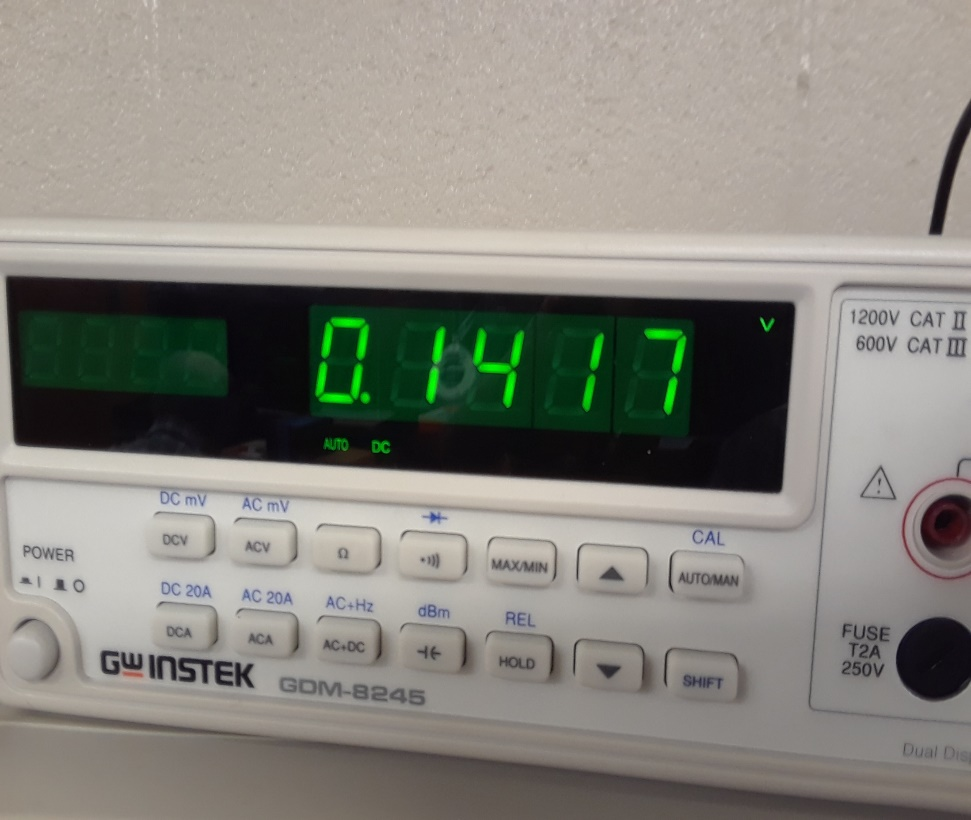 0.1417
V
AUTO DC
1200V CAT II
600V CAT III
DC mV AC mV
DCV ACV Ω MAX/MIN
CAL
AUTO/MAN
POWER
I O
DC 20A AC 20A AC+Hz dBm REL
DCA ACA AC+DC HOLD SHIFT
GW INSTEK GDM-8245
FUSE
T2A
250V
Dual